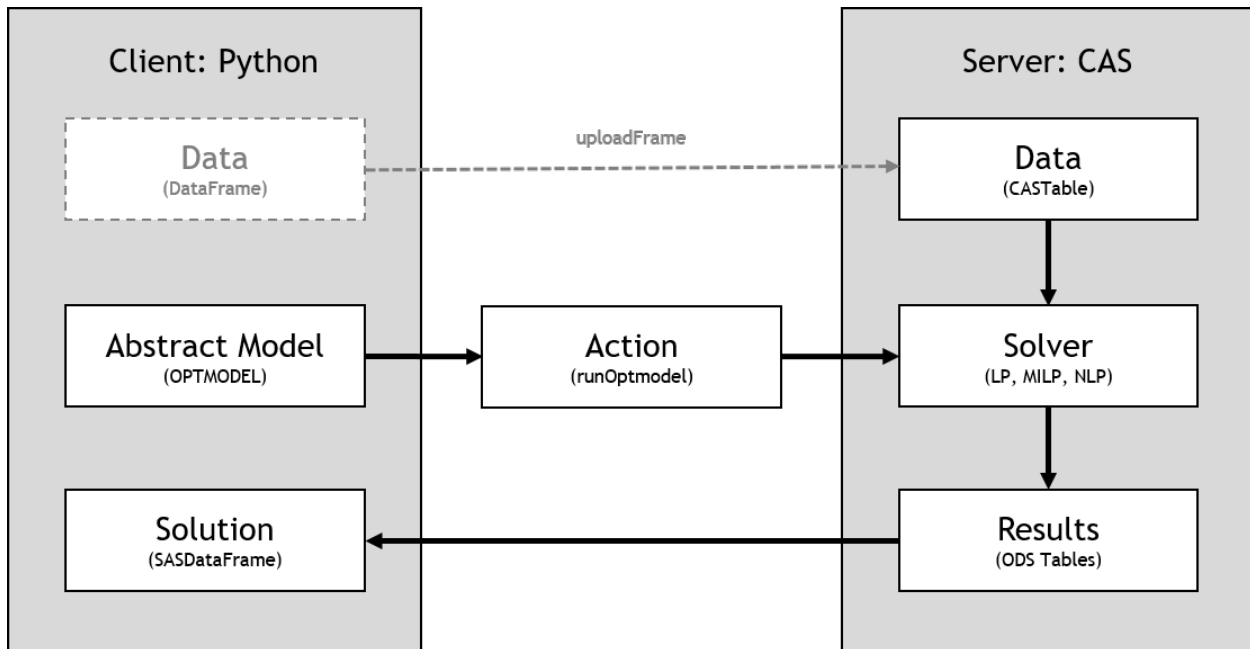 Client: Python
Server: CAS
Data
(DataFrame)
uploadFrame
Data
(CASTable)
Abstract Model
(OPTMODEL)
Action
(runOptmodel)
Solver
(LP, MILP, NLP)
Solution
(SASDataFrame)
Results
(ODS Tables)